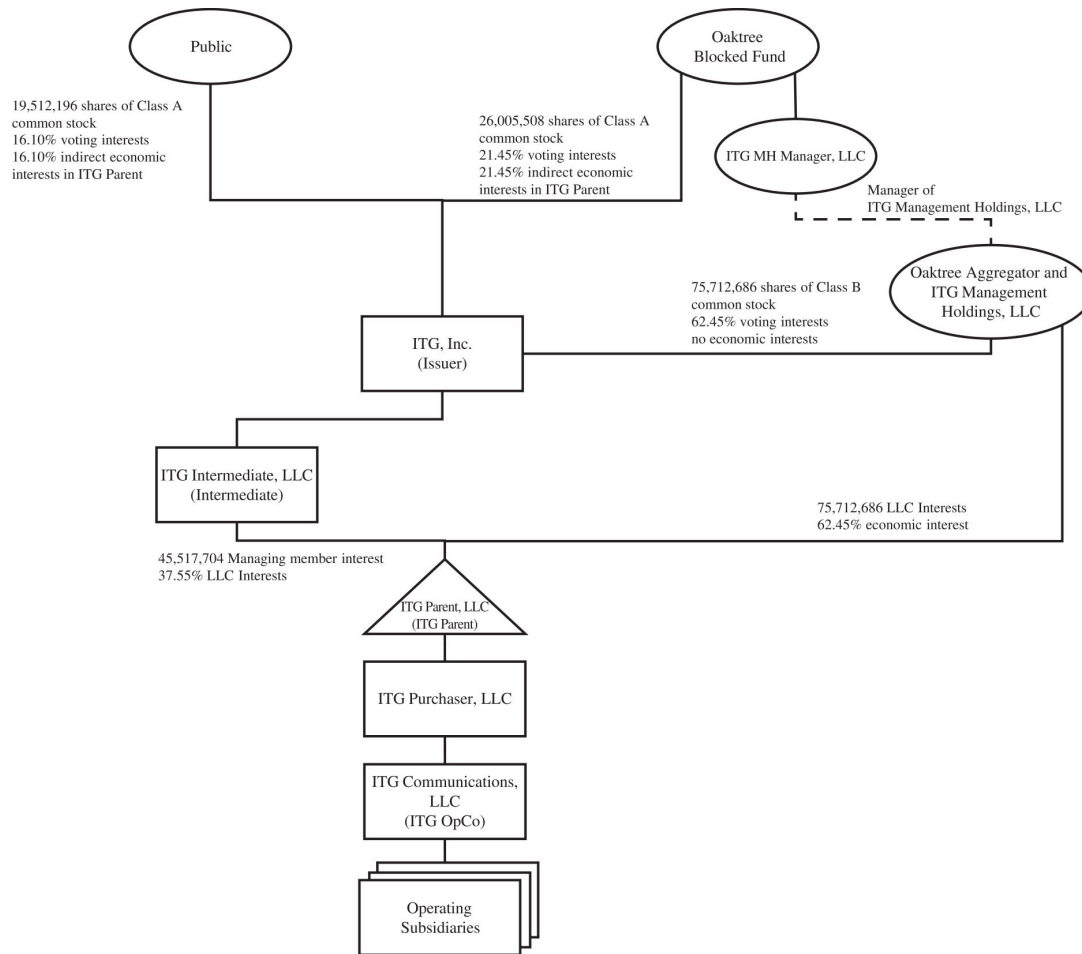 Public
Oaktree
Blocked Fund
19,512,196 shares of Class A
common stock
16.10% voting interests
16.10% indirect economic
interests in ITG Parent
26,005,508 shares of Class A
common stock
21.45% voting interests
21.45% indirect economic
interests in ITG Parent
ITG MH Manager, LLC
Manager of
ITG Management Holdings, LLC
Oaktree Aggregator and
ITG Management
Holdings, LLC
75,712,686 shares of Class B
common stock
62.45% voting interests
no economic interests
ITG, Inc.
(Issuer)
ITG Intermediate, LLC
(Intermediate)
75,712,686 LLC Interests
62.45% economic interest
45,517,704 Managing member interest
37.55% LLC Interests
ITG Parent, LLC
(ITG Parent)
ITG Purchaser, LLC
ITG Communications,
LLC
(ITG OpCo)
Operating
Subsidiaries